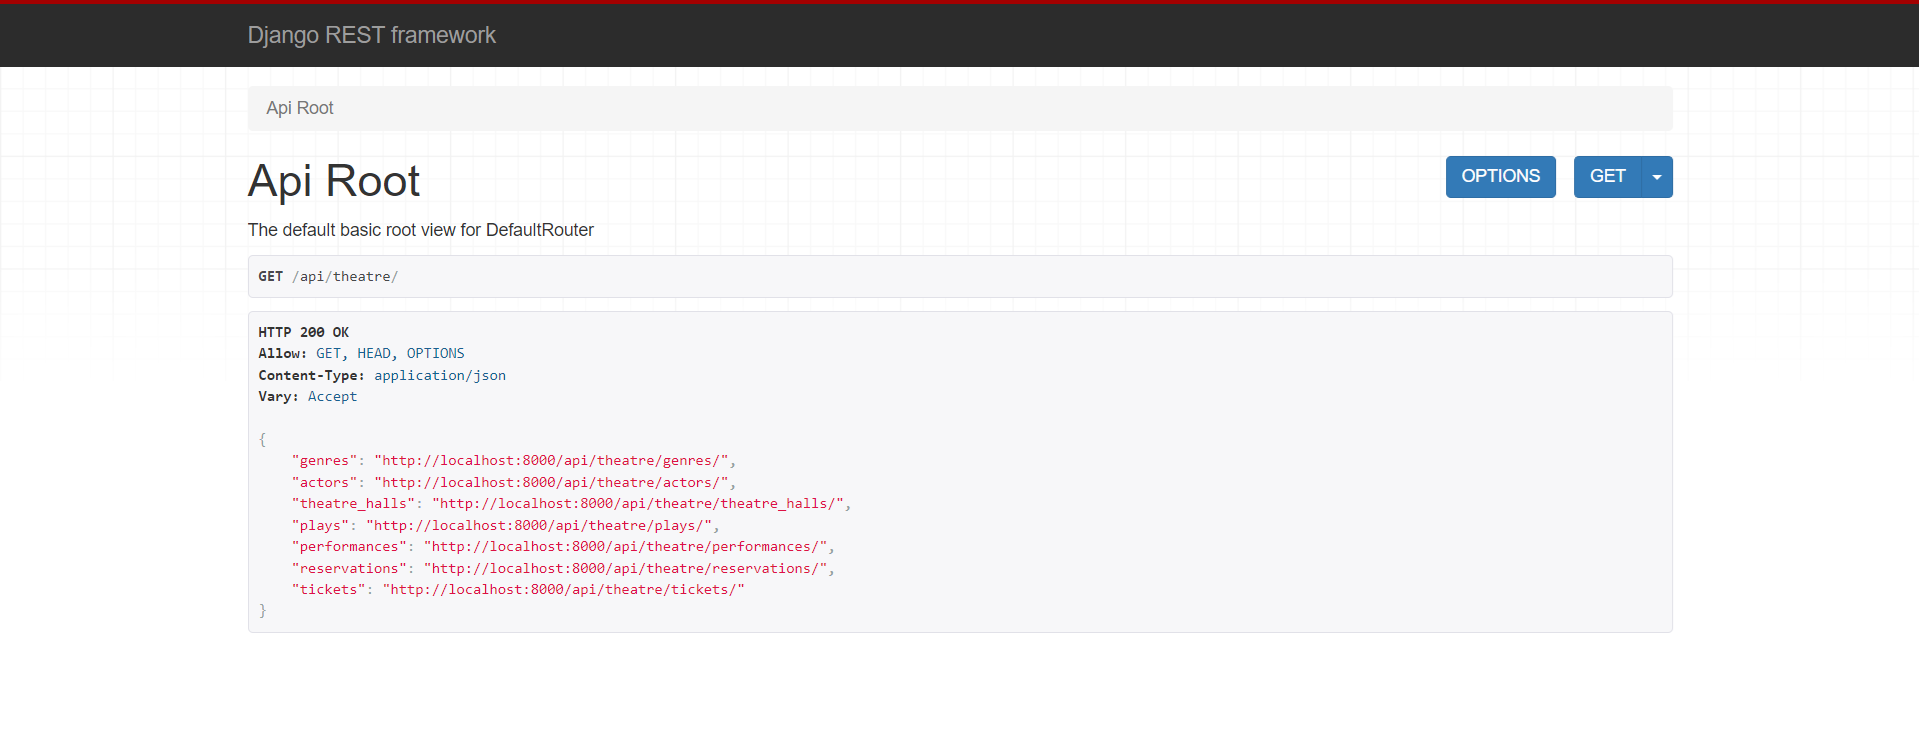 Django REST framework
Api Root
Api Root
OPTIONS
GET
The default basic root view for DefaultRouter
GET /api/theatre/
HTTP 200 OK
Allow: GET, HEAD, OPTIONS
Content-Type: application/json
Vary: Accept
{
    "genres": "http://localhost:8000/api/theatre/genres/",
    "actors": "http://localhost:8000/api/theatre/actors/",
    "theatre_halls": "http://localhost:8000/api/theatre/theatre_halls/",
    "plays": "http://localhost:8000/api/theatre/plays/",
    "performances": "http://localhost:8000/api/theatre/performances/",
    "reservations": "http://localhost:8000/api/theatre/reservations/",
    "tickets": "http://localhost:8000/api/theatre/tickets/"
}